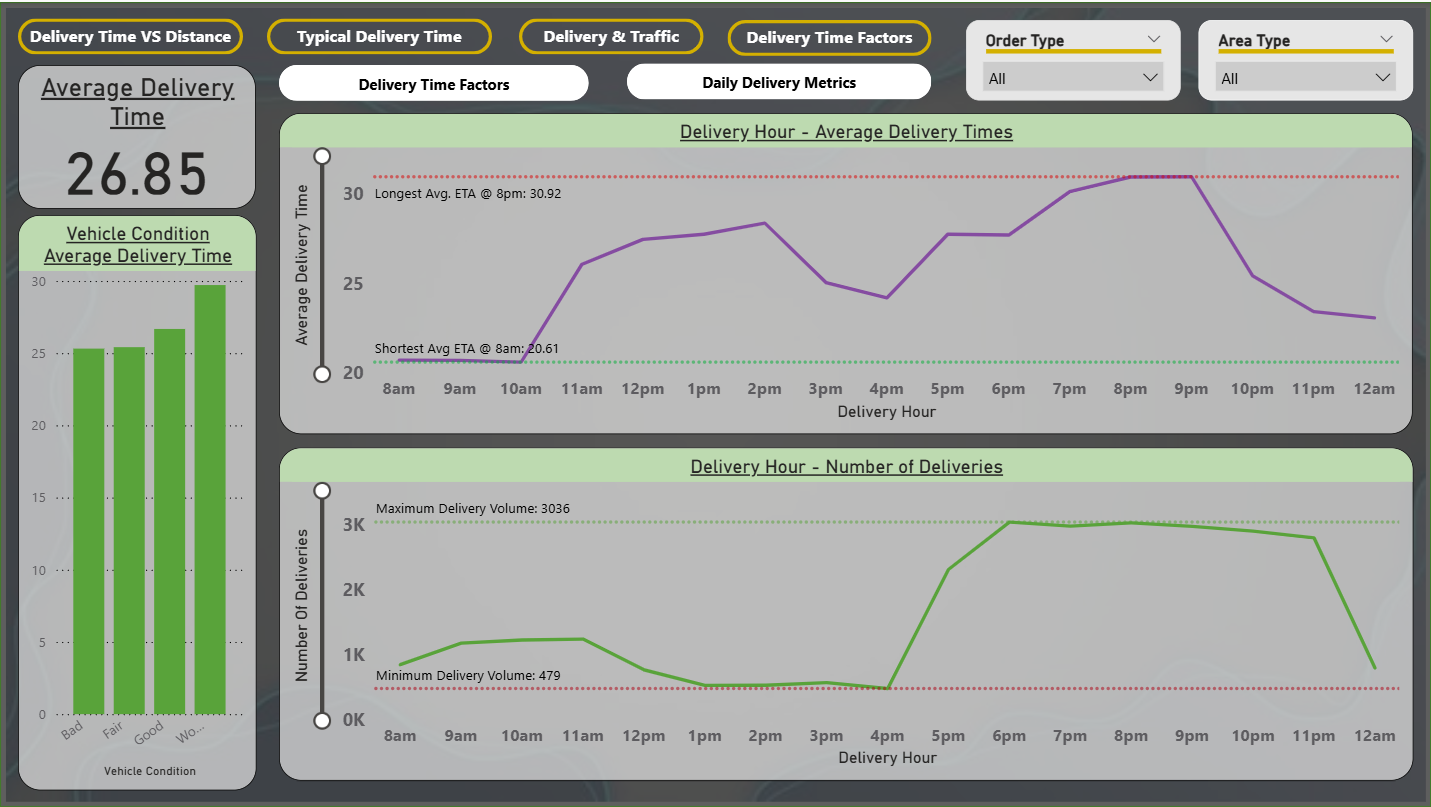 Delivery Time VS Distance
Typical Delivery Time
Delivery & Traffic
Delivery Time Factors
Order Type
All
Area Type
All
Delivery Time Factors
Daily Delivery Metrics
Average Delivery
Time
26.85
Vehicle Condition
Average Delivery Time
30
25
20
15
10
5
0
Bad
Fair
Good
Wo...
Vehicle Condition
Delivery Hour - Average Delivery Times
Average Delivery Time
30
25
20
Longest Avg. ETA @ 8pm: 30.92
Shortest Avg ETA @ 8am: 20.61
8am 9am 10am 11am 12pm 1pm 2pm 3pm 4pm 5pm 6pm 7pm 8pm 9pm 10pm 11pm 12am
Delivery Hour
Delivery Hour - Number of Deliveries
Number Of Deliveries
3K
2K
1K
0K
Maximum Delivery Volume: 3036
Minimum Delivery Volume: 479
8am 9am 10am 11am 12pm 1pm 2pm 3pm 4pm 5pm 6pm 7pm 8pm 9pm 10pm 11pm 12am
Delivery Hour